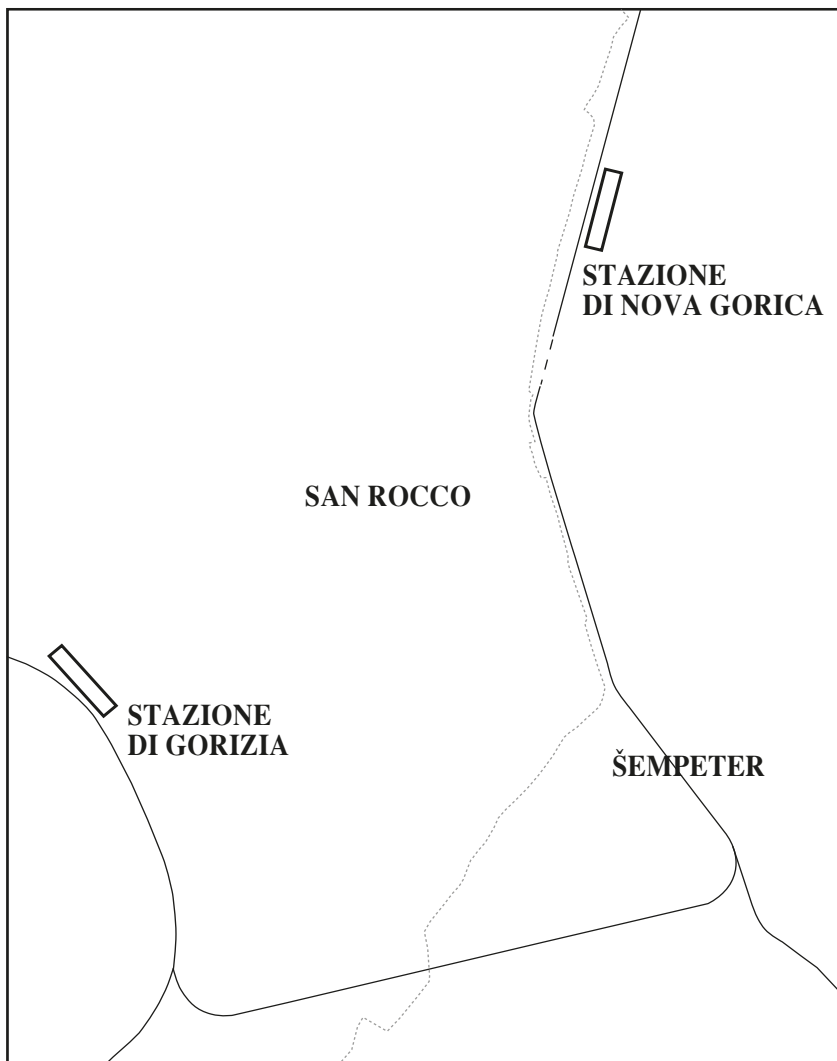 STAZIONE
DI NOVA GORICA
SAN ROCCO
STAZIONE
DI GORIZIA
ŠEMPETER